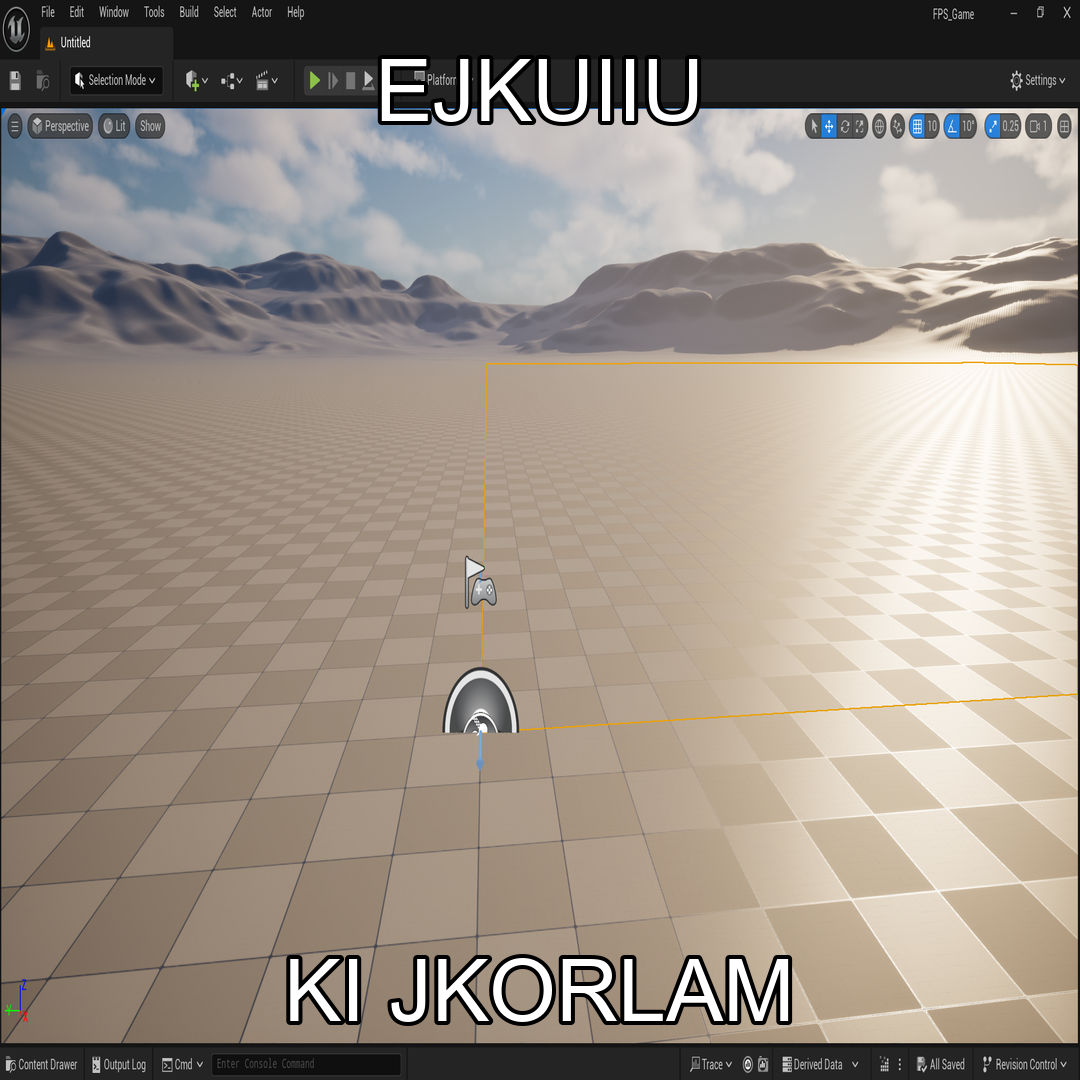 File Edit Window Tools Build Select Actor Help
FPS_Game
Untitled
Selection Mode
Platfor
Settings
EJKUIIU
Perspective Lit Show
10 10° 0.25 1
KI JKORLAM
Z
Y
X
Content Drawer Output Log Cmd Enter Console Command Trace Derived Data All Saved Revision Control